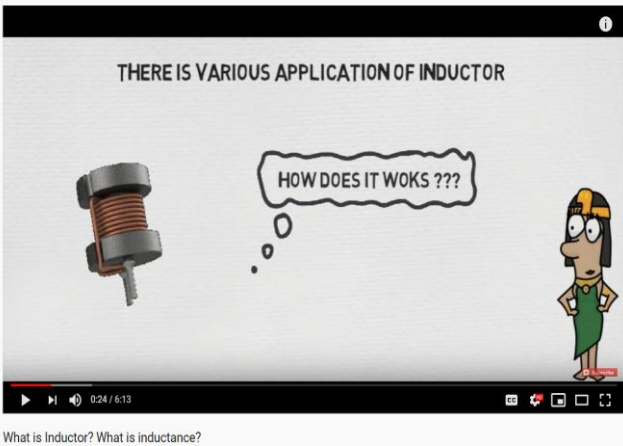 THERE IS VARIOUS APPLICATION OF INDUCTOR
HOW DOES IT WOKS ???
0:24 / 6:13
What is Inductor? What is inductance?